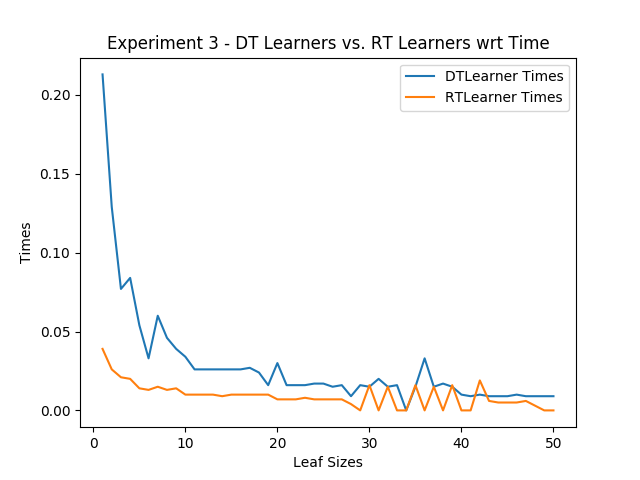 Experiment 3 - DT Learners vs. RT Learners wrt Time
DTLearner Times
RTLearner Times
0.20
0.15
0.10
0.05
0.00
Times
0 10 20 30 40 50
Leaf Sizes